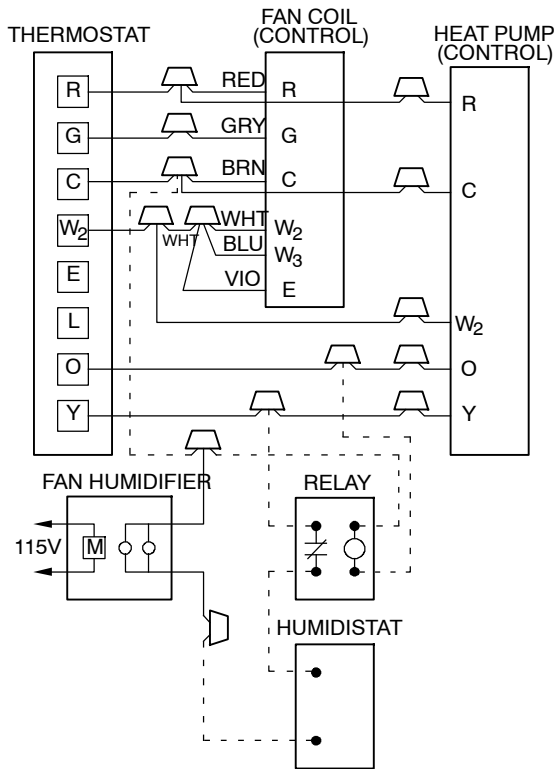 FAN COIL
(CONTROL)
THERMOSTAT
HEAT PUMP
(CONTROL)
R
RED
R
R
G
GRY
G
C
BRN
C
C
W2
WHT
WHT
W2
BLU
W3
E
VIO
E
L
W2
O
O
Y
Y
FAN HUMIDIFIER
RELAY
115V
M
HUMIDISTAT